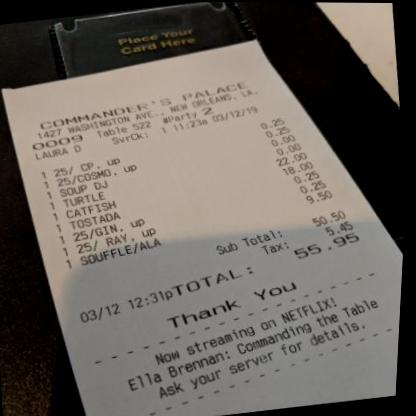 Place Your
Card Here
COMMANDER'S PALACE
1427 WASHINGTON AVE., NEW ORLEANS, LA.
0009 Table 522 #Party 2
LAURA D SvrCk: 1 11:23a 03/12/19
1 25/ CP, up 0.25
1 25/COSMO, up 0.25
1 SOUP DJ 0.00
1 TURTLE 0.00
1 CATFISH 22.00
1 TOSTADA 18.00
1 25/GIN, up 0.25
1 25/ RAY, up 0.25
1 SOUFFLE/ALA 9.50
Sub Total: 50.50
Tax: 5.45
03/12 12:31pTOTAL: 55.95
Thank You
Now streaming on NETFLIX!
Ella Brennan: Commanding the Table
Ask your server for details.